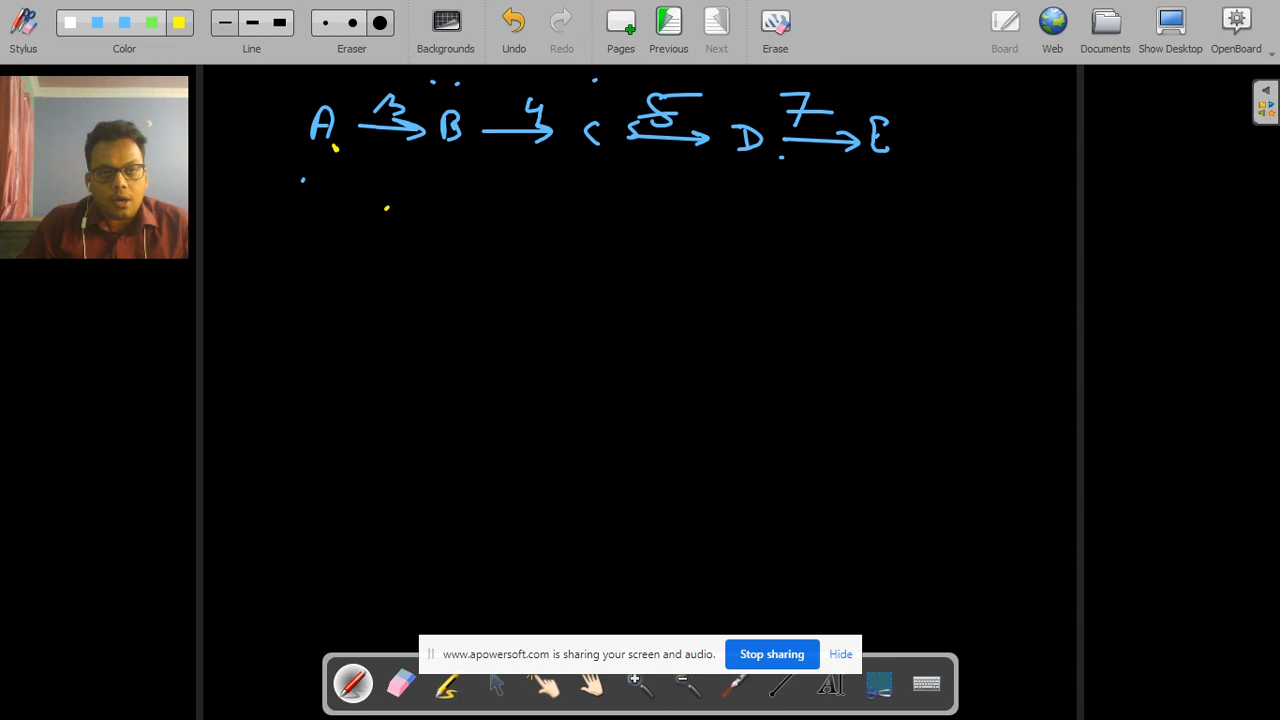 Stylus
Color
Line
Eraser
Backgrounds
Undo
Redo
Pages
Previous
Next
Erase
Board
Web
Documents
Show Desktop
OpenBoard
A 3 B 4 C D 7 E
www.apowersoft.com is sharing your screen and audio. Stop sharing Hide
AI